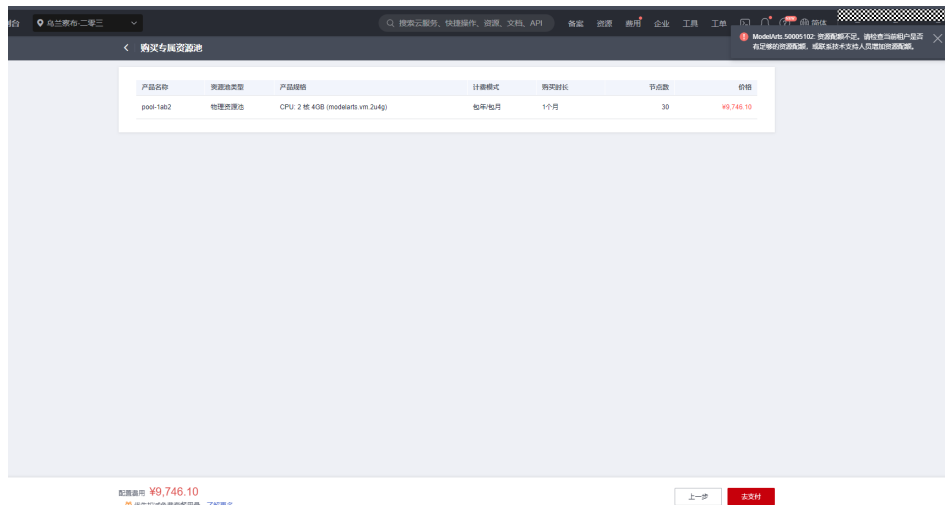 台 乌兰察布-二零三 搜索云服务、快捷操作、资源、文档、API 备案 资源 费用 企业 工具 工单 简体
ModelArts.50005102: 资源配额不足。请检查当前租户是否
有足够的资源配额，或联系技术支持人员增加资源配额。
购买专属资源池
产品名称 资源池类型 产品规格 计费模式 购买时长 节点数 价格
pool-1ab2 物理资源池 CPU: 2 核 4GB (modelarts.vm.2u4g) 包年/包月 1个月 30 ¥9,746.10
配置费用 ¥9,746.10
上一步 去支付
了解更多